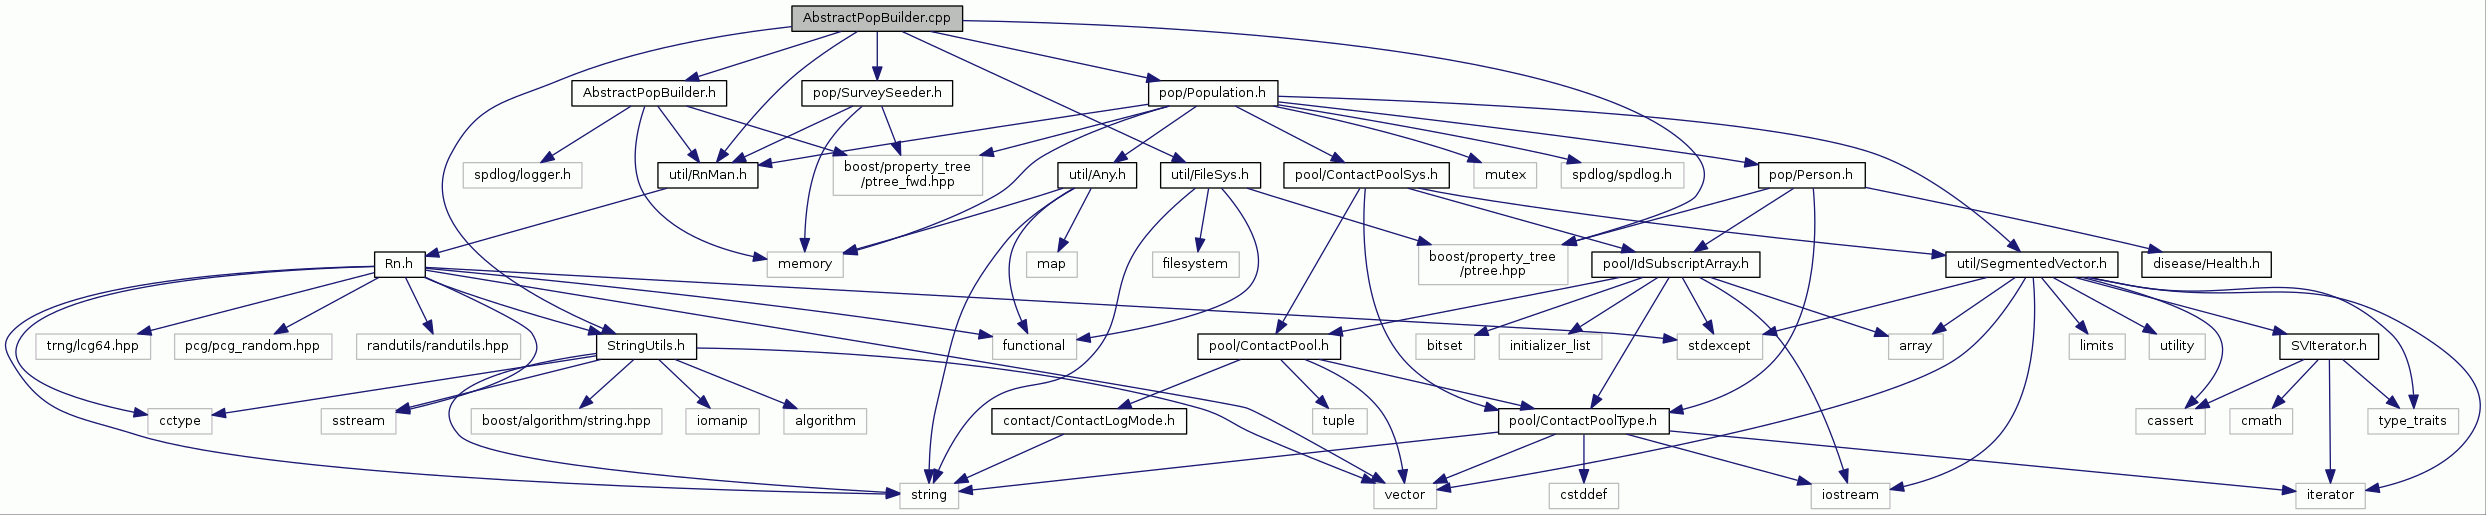 AbstractPopBuilder.cpp
AbstractPopBuilder.h
pop/SurveySeeder.h
pop/Population.h
spdlog/logger.h
util/RnMan.h
boost/property_tree
/ptree_fwd.hpp
util/Any.h
util/FileSys.h
pool/ContactPoolSys.h
mutex
spdlog/spdlog.h
pop/Person.h
Rn.h
memory
map
filesystem
boost/property_tree
/ptree.hpp
pool/IdSubscriptArray.h
util/SegmentedVector.h
disease/Health.h
trng/lcg64.hpp
pcg/pcg_random.hpp
randutils/randutils.hpp
StringUtils.h
functional
pool/ContactPool.h
bitset
initializer_list
stdexcept
array
limits
utility
SVIterator.h
cctype
sstream
boost/algorithm/string.hpp
iomanip
algorithm
contact/ContactLogMode.h
tuple
pool/ContactPoolType.h
cassert
cmath
type_traits
string
vector
cstddef
iostream
iterator